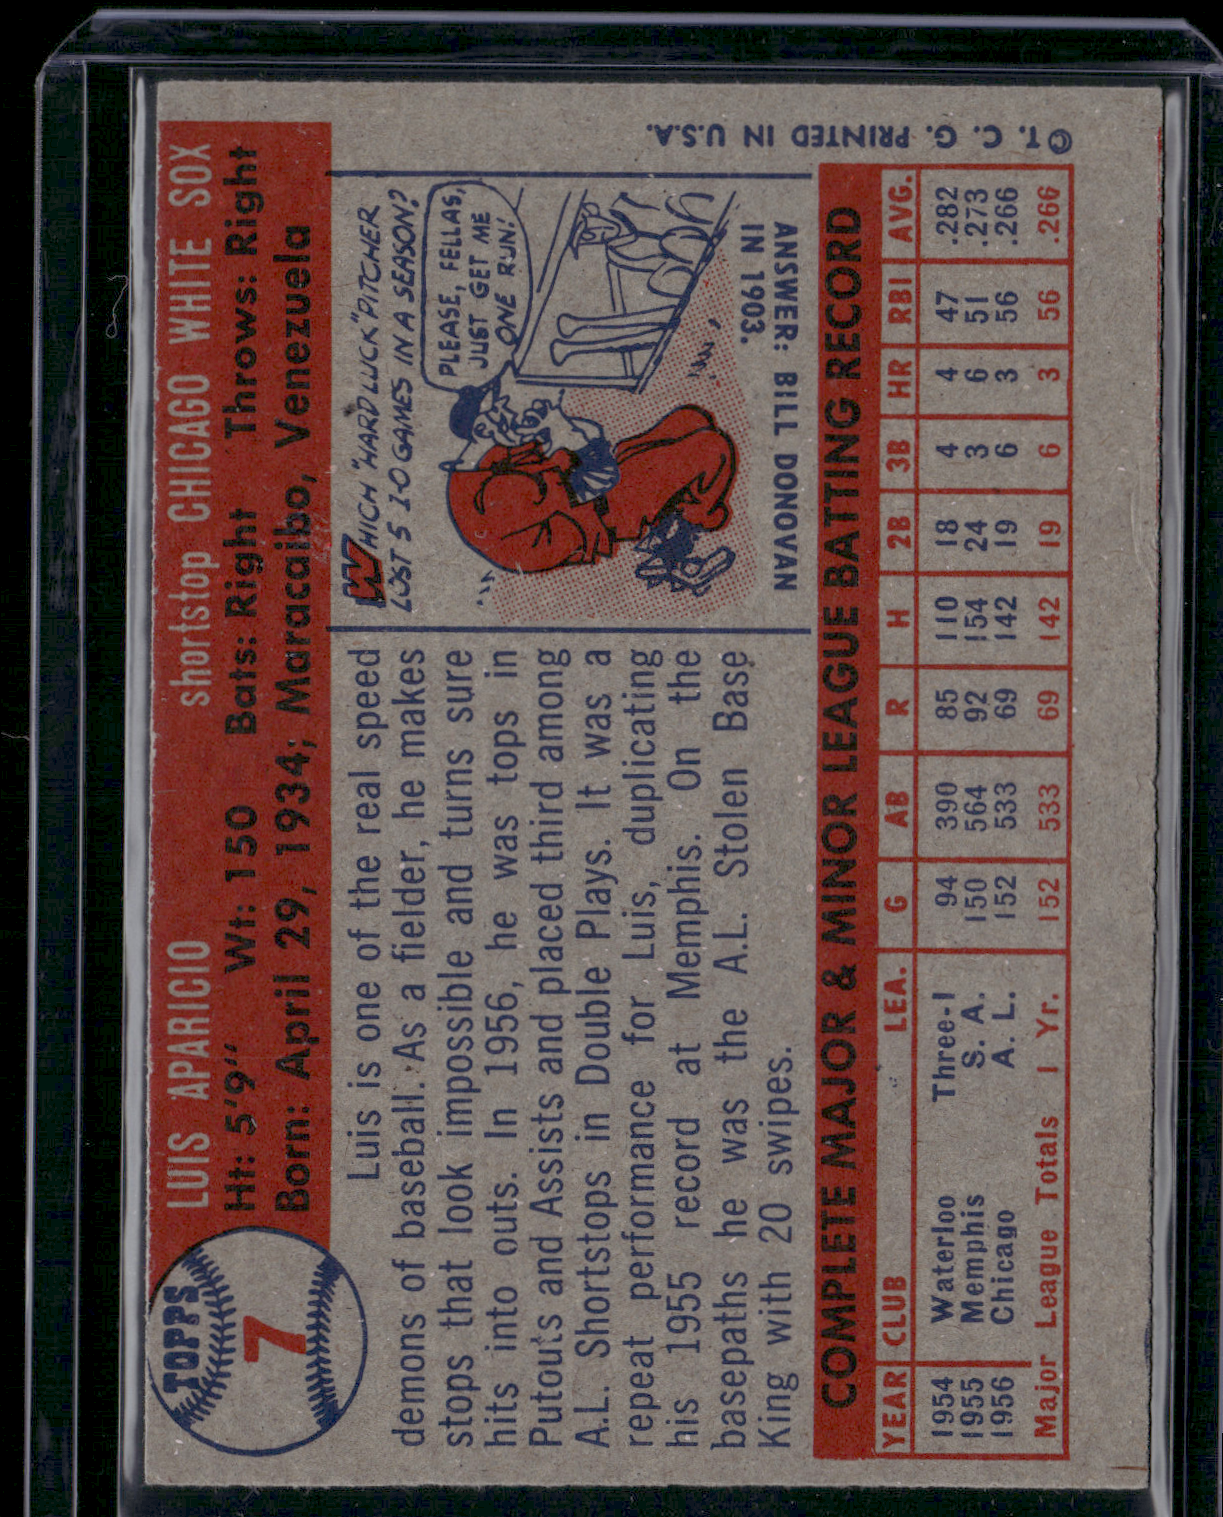 TOPPS
7
LUIS APARICIO shortstop CHICAGO WHITE SOX
Ht: 5'9" Wt: 150 Bats: Right Throws: Right
Born: April 29, 1934; Maracaibo, Venezuela
Luis is one of the real speed
demons of baseball. As a fielder, he makes
stops that look impossible and turns sure
hits into outs. In 1956, he was tops in
Putouts and Assists and placed third among
A.L. Shortstops in Double Plays. It was a
repeat performance for Luis, duplicating
his 1955 record at Memphis. On the
basepaths he was the A.L. Stolen Base
King with 20 swipes.
WHICH "HARD LUCK" PITCHER
LOST 5 1-0 GAMES IN A SEASON?
PLEASE, FELLAS,
JUST GET ME
ONE RUN!
ANSWER: BILL DONOVAN
IN 1903.
COMPLETE MAJOR & MINOR LEAGUE BATTING RECORD
YEAR CLUB LEA. G AB R H 2B 3B HR RBI AVG.
1954 Waterloo Three-I 94 390 85 110 18 4 4 47 .282
1955 Memphis S. A. 150 564 92 154 24 3 6 51 .273
1956 Chicago A. L. 152 533 69 142 19 6 3 56 .266
Major League Totals 1 Yr. 152 533 69 142 19 6 3 56 .266
© T. C. G. PRINTED IN U.S.A.